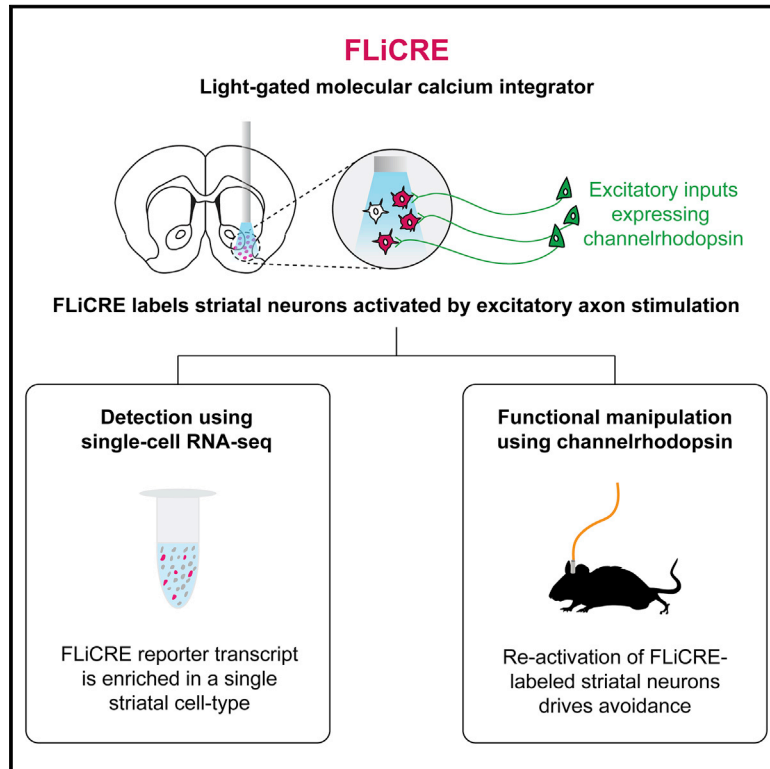 FLiCRE
Light-gated molecular calcium integrator
Excitatory inputs
expressing
channelrhodopsin
FLiCRE labels striatal neurons activated by excitatory axon stimulation
Detection using
single-cell RNA-seq
FLiCRE reporter transcript
is enriched in a single
striatal cell-type
Functional manipulation
using channelrhodopsin
Re-activation of FLiCRE-
labeled striatal neurons
drives avoidance